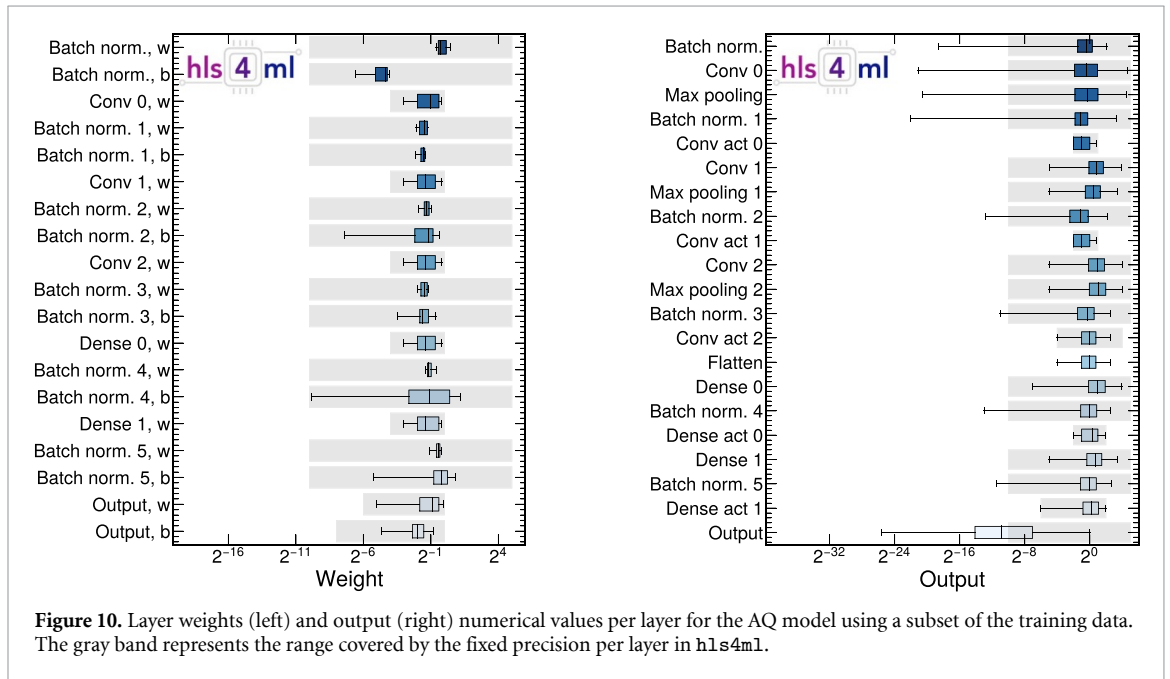 hls 4 ml
Batch norm., w
Batch norm., b
Conv 0, w
Batch norm. 1, w
Batch norm. 1, b
Conv 1, w
Batch norm. 2, w
Batch norm. 2, b
Conv 2, w
Batch norm. 3, w
Batch norm. 3, b
Dense 0, w
Batch norm. 4, w
Batch norm. 4, b
Dense 1, w
Batch norm. 5, w
Batch norm. 5, b
Output, w
Output, b
2⁻¹⁶ 2⁻¹¹ 2⁻⁶ 2⁻¹ 2⁴
Weight
hls 4 ml
Batch norm.
Conv 0
Max pooling
Batch norm. 1
Conv act 0
Conv 1
Max pooling 1
Batch norm. 2
Conv act 1
Conv 2
Max pooling 2
Batch norm. 3
Conv act 2
Flatten
Dense 0
Batch norm. 4
Dense act 0
Dense 1
Batch norm. 5
Dense act 1
Output
2⁻³² 2⁻²⁴ 2⁻¹⁶ 2⁻⁸ 2⁰
Output
Figure 10. Layer weights (left) and output (right) numerical values per layer for the AQ model using a subset of the training data.
The gray band represents the range covered by the fixed precision per layer in hls4ml.